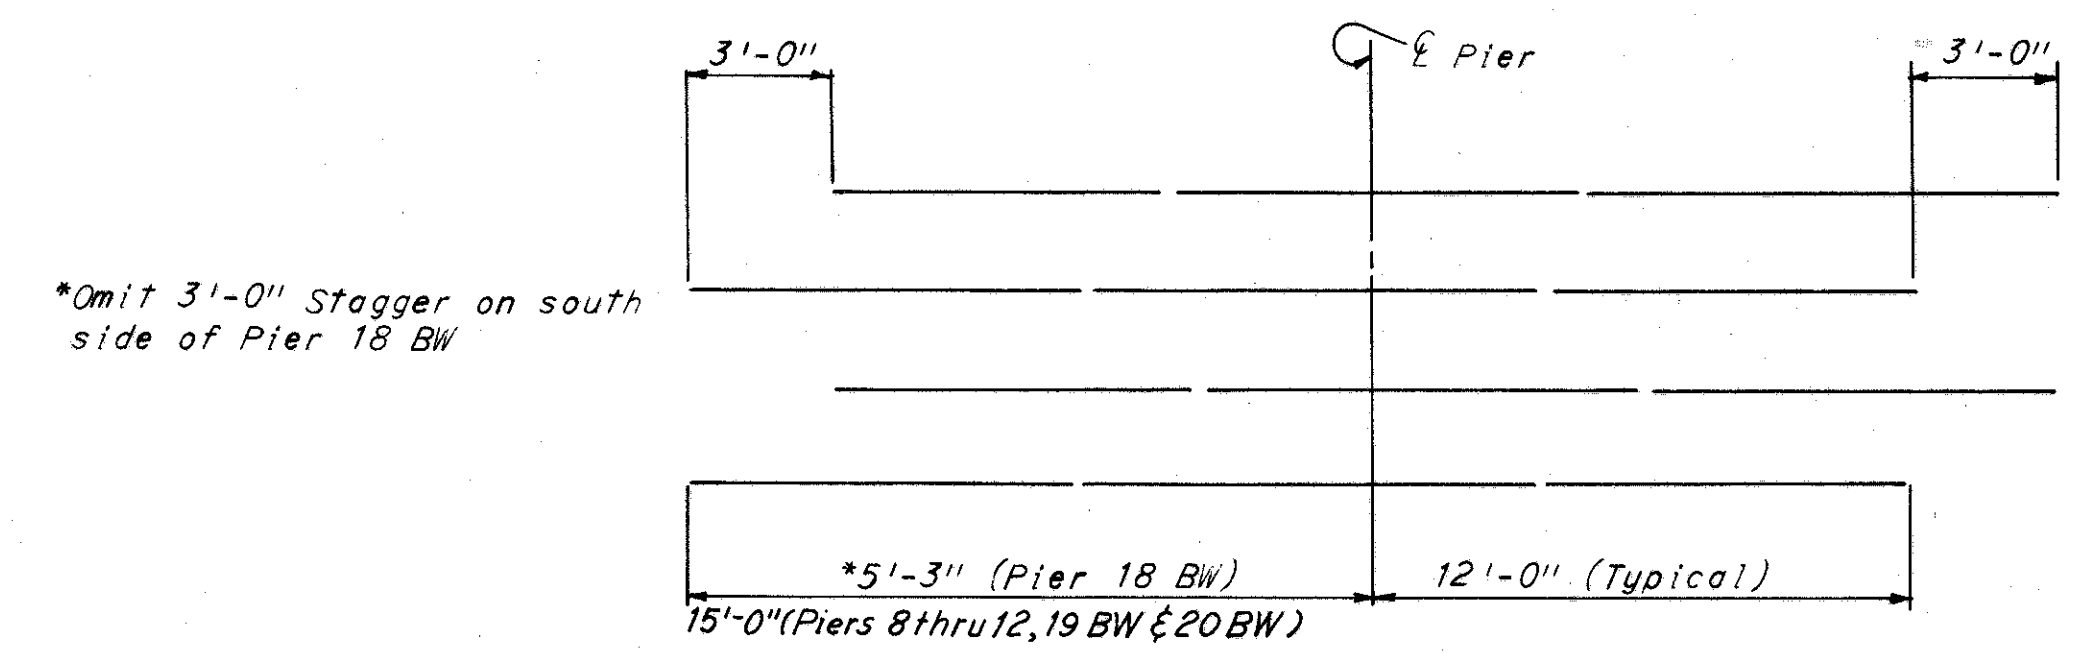 3'-0"
℄ Pier
3'-0"
*Omit 3'-0" Stagger on south
side of Pier 18 BW
*5'-3" (Pier 18 BW)
12'-0" (Typical)
15'-0"(Piers 8 thru 12, 19 BW & 20 BW)